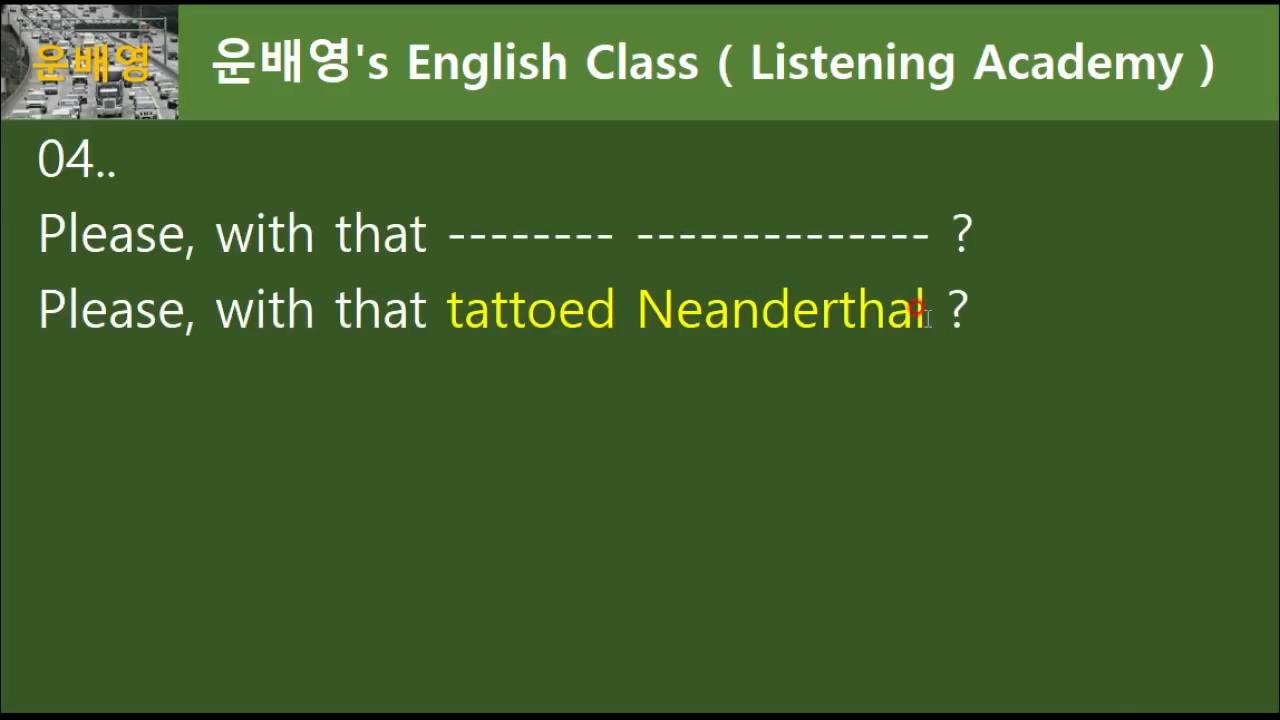 운배영
운배영's English Class ( Listening Academy )
04..
Please, with that -------- -------------- ?
Please, with that tattoed Neanderthal ?